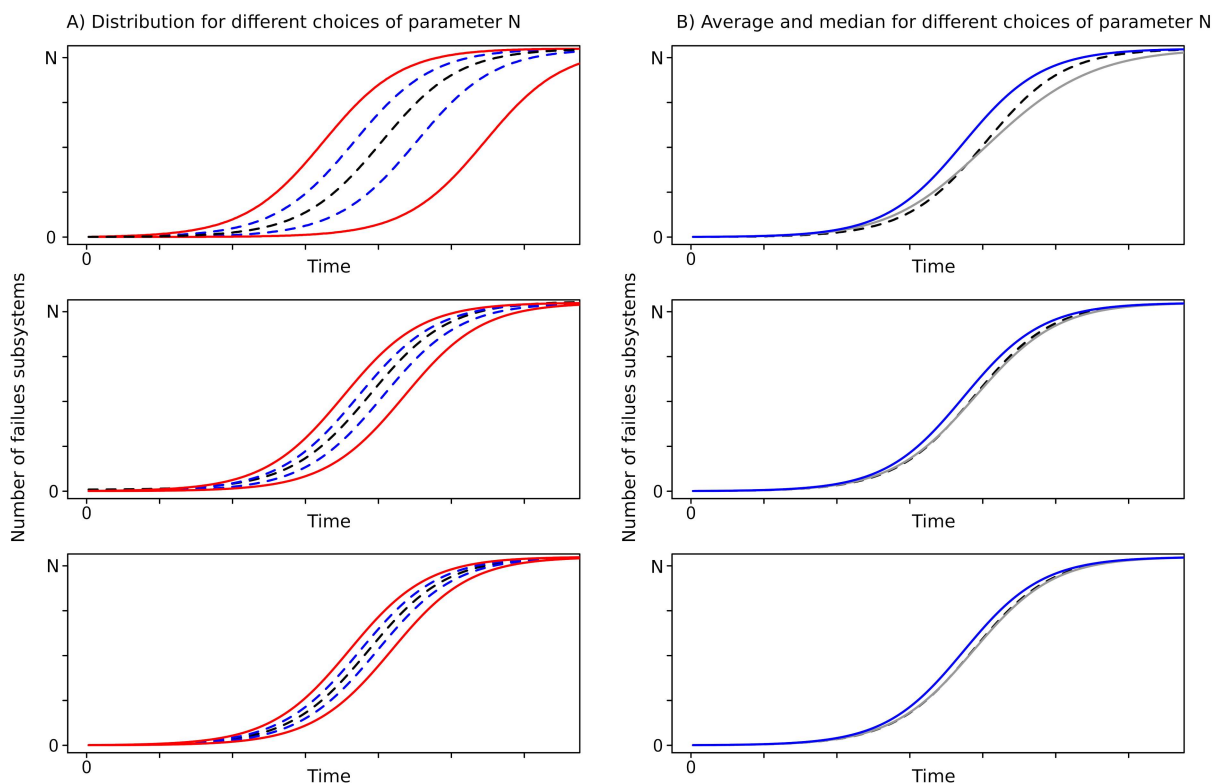 A) Distribution for different choices of parameter N
B) Average and median for different choices of parameter N
N
0
0
Time
N
0
0
Time
Number of failues subsystems
Number of failues subsystems
N
0
0
Time
N
0
0
Time
N
0
0
Time
N
0
0
Time